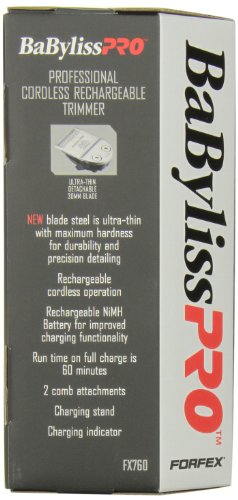 BaBylissPRO™
PROFESSIONAL
CORDLESS RECHARGEABLE
TRIMMER
ULTRA-THIN
DETACHABLE
30MM BLADE
NEW blade steel is ultra-thin
with maximum hardness
for durability and
precision detailing
Rechargeable
cordless operation
Rechargeable NiMH
Battery for improved
charging functionality
Run time on full charge is
60 minutes
2 comb attachments
Charging stand
Charging indicator
FX760
BaBylissPRO™
FORFEX®